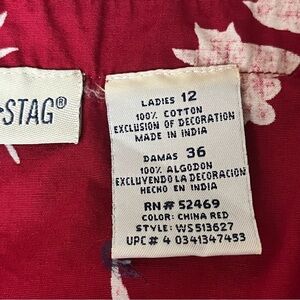 STAG®
LADIES 12
100% COTTON
EXCLUSION OF DECORATION
MADE IN INDIA
DAMAS 36
100% ALGODON
EXCLUYENDO LA DECORACION
HECHO EN INDIA
RN# 52469
COLOR: CHINA RED
STYLE: WS513627
UPC# 4 0341347453